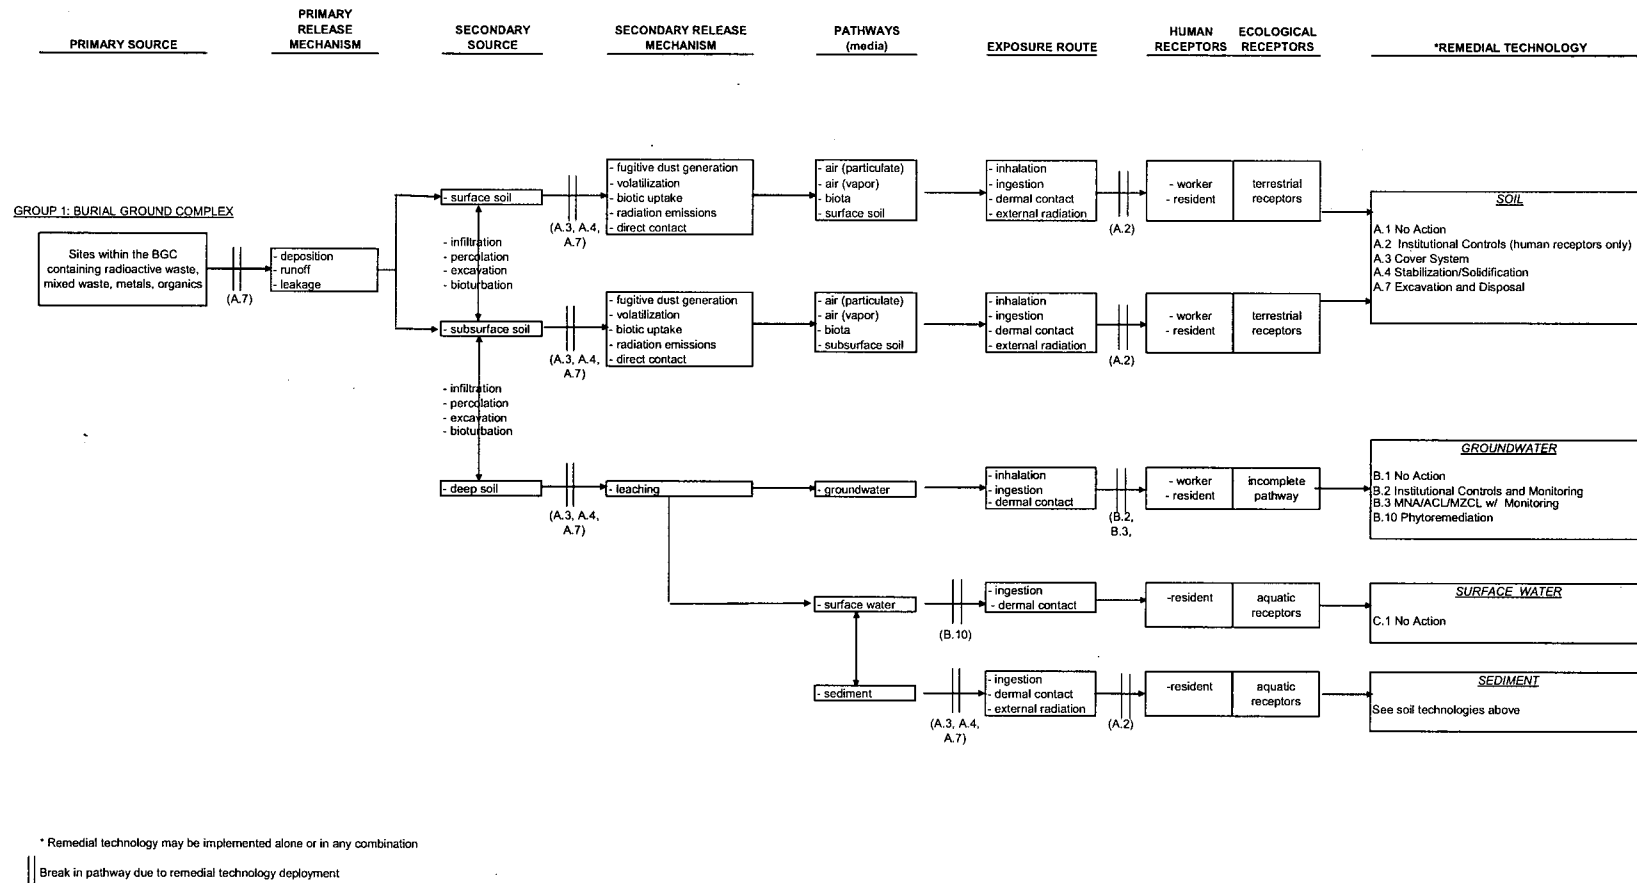 PRIMARY SOURCE
PRIMARY
RELEASE
MECHANISM
SECONDARY
SOURCE
SECONDARY RELEASE
MECHANISM
PATHWAYS
(media)
EXPOSURE ROUTE
HUMAN
RECEPTORS
ECOLOGICAL
RECEPTORS
*REMEDIAL TECHNOLOGY
GROUP 1: BURIAL GROUND COMPLEX
Sites within the BGC
containing radioactive waste,
mixed waste, metals, organics
(A.7)
- deposition
- runoff
- leakage
- surface soil
(A.3, A.4,
A.7)
- fugitive dust generation
- volatilization
- biotic uptake
- radiation emissions
- direct contact
- air (particulate)
- air (vapor)
- biota
- surface soil
- inhalation
- ingestion
- dermal contact
- external radiation
(A.2)
- worker
- resident
terrestrial
receptors
SOIL
A.1 No Action
A.2 Institutional Controls (human receptors only)
A.3 Cover System
A.4 Stabilization/Solidification
A.7 Excavation and Disposal
- infiltration
- percolation
- excavation
- bioturbation
- subsurface soil
(A.3, A.4,
A.7)
- fugitive dust generation
- volatilization
- biotic uptake
- radiation emissions
- direct contact
- air (particulate)
- air (vapor)
- biota
- subsurface soil
- inhalation
- ingestion
- dermal contact
- external radiation
(A.2)
- worker
- resident
terrestrial
receptors
- infiltration
- percolation
- excavation
- bioturbation
- deep soil
(A.3, A.4,
A.7)
- leaching
- groundwater
- inhalation
- ingestion
- dermal contact
(B.2,
B.3,
- worker
- resident
incomplete
pathway
GROUNDWATER
B.1 No Action
B.2 Institutional Controls and Monitoring
B.3 MNA/ACL/MZCL w/ Monitoring
B.10 Phytoremediation
- surface water
(B.10)
- ingestion
- dermal contact
-resident
aquatic
receptors
SURFACE WATER
C.1 No Action
- sediment
(A.3, A.4,
A.7)
- ingestion
- dermal contact
- external radiation
(A.2)
-resident
aquatic
receptors
SEDIMENT
See soil technologies above
* Remedial technology may be implemented alone or in any combination
Break in pathway due to remedial technology deployment